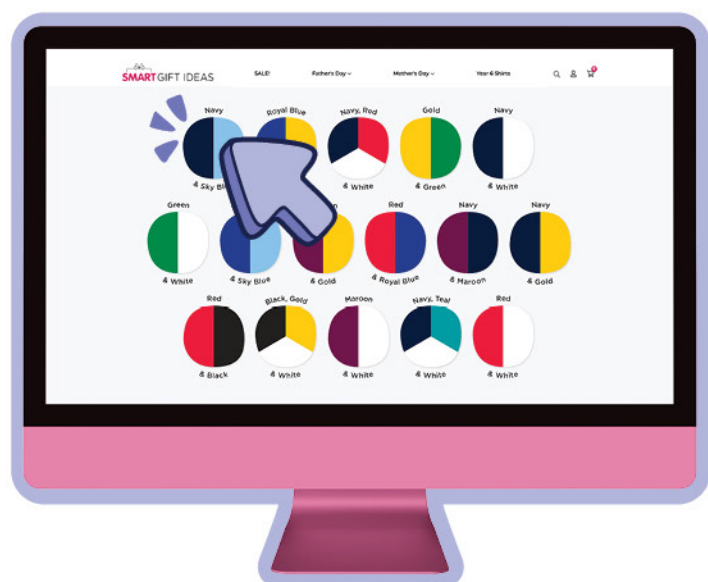 SMART GIFT IDEAS
SALE! Father's Day Mother's Day Year 6 Shirts
Navy Royal Blue Navy, Red Gold Navy
& Sky & White & Green & White
Green Red Navy Navy
& White & Sky Blue & Gold & Royal Blue & Maroon & Gold
Red Black, Gold Maroon Navy, Teal Red
& Black & White & White & White & White